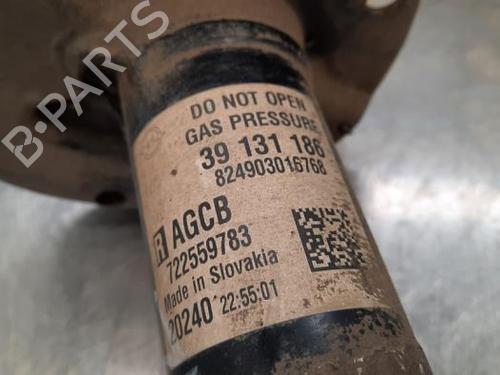 B-PARTS
DO NOT OPEN
GAS PRESSURE
39 131 186
824903016768
R AGCB
722559783
Made in Slovakia
20240 22:55:01